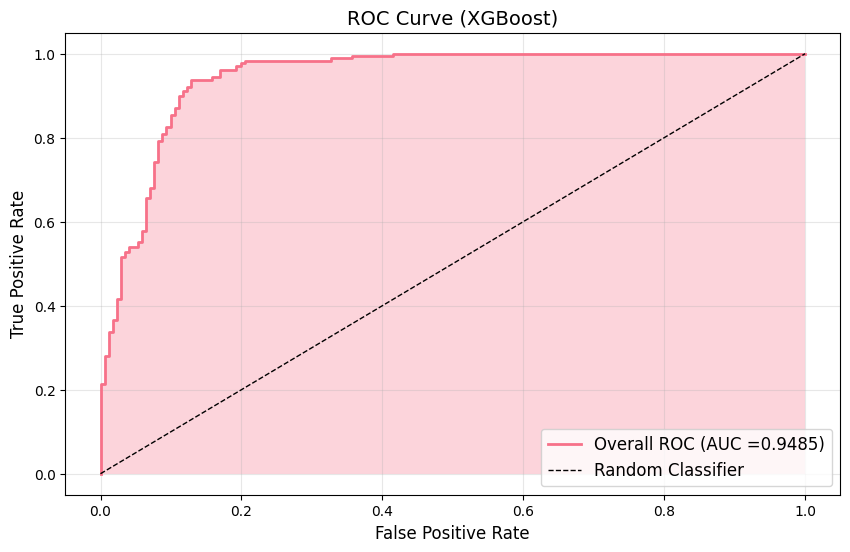 ROC Curve (XGBoost)
True Positive Rate
1.0
0.8
0.6
0.4
0.2
0.0
Overall ROC (AUC =0.9485)
Random Classifier
0.0 0.2 0.4 0.6 0.8 1.0
False Positive Rate